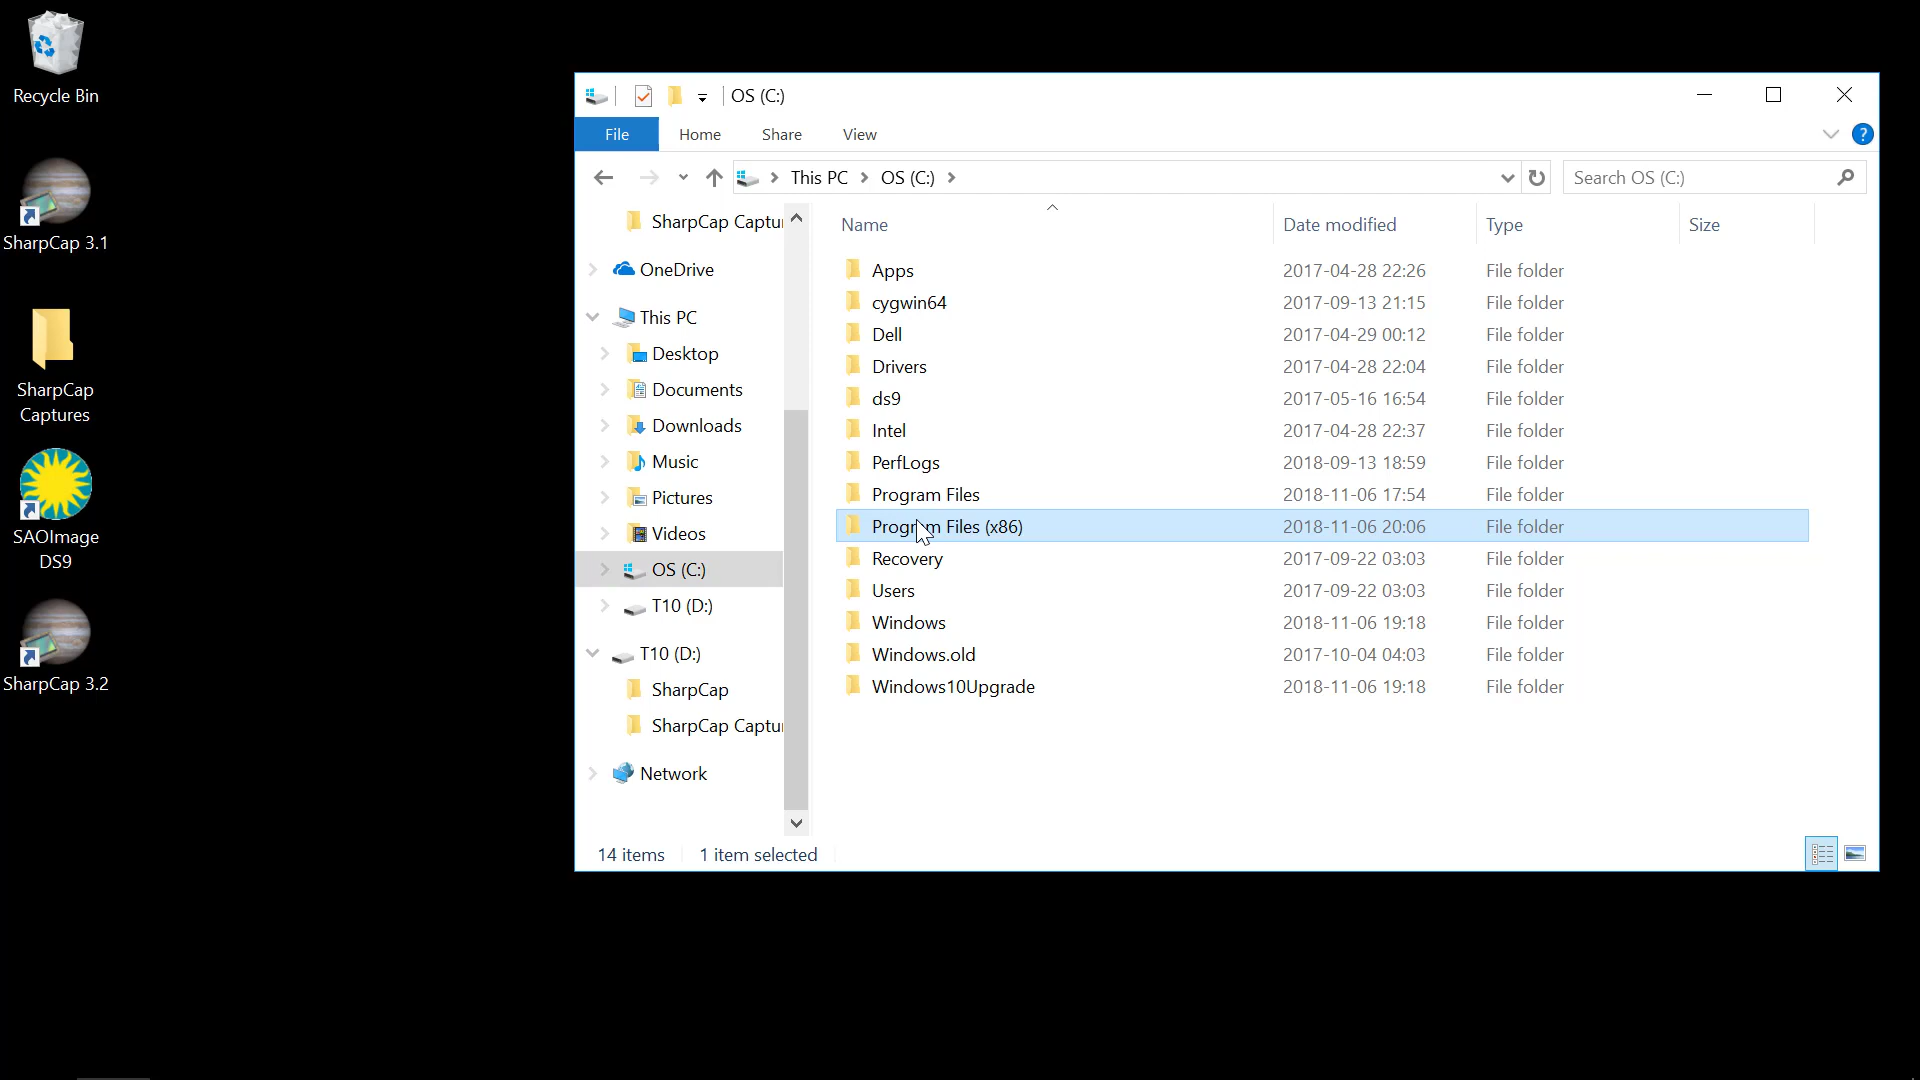 Recycle Bin
SharpCap 3.1
SharpCap
Captures
SAOImage
DS9
SharpCap 3.2
OS (C:)
File Home Share View
?
This PC OS (C:)
Search OS (C:)
SharpCap Captu
OneDrive
This PC
Desktop
Documents
Downloads
Music
Pictures
Videos
OS (C:)
T10 (D:)
T10 (D:)
SharpCap
SharpCap Captu
Network
Name Date modified Type Size
Apps 2017-04-28 22:26 File folder
cygwin64 2017-09-13 21:15 File folder
Dell 2017-04-29 00:12 File folder
Drivers 2017-04-28 22:04 File folder
ds9 2017-05-16 16:54 File folder
Intel 2017-04-28 22:37 File folder
PerfLogs 2018-09-13 18:59 File folder
Program Files 2018-11-06 17:54 File folder
Program Files (x86) 2018-11-06 20:06 File folder
Recovery 2017-09-22 03:03 File folder
Users 2017-09-22 03:03 File folder
Windows 2018-11-06 19:18 File folder
Windows.old 2017-10-04 04:03 File folder
Windows10Upgrade 2018-11-06 19:18 File folder
14 items 1 item selected